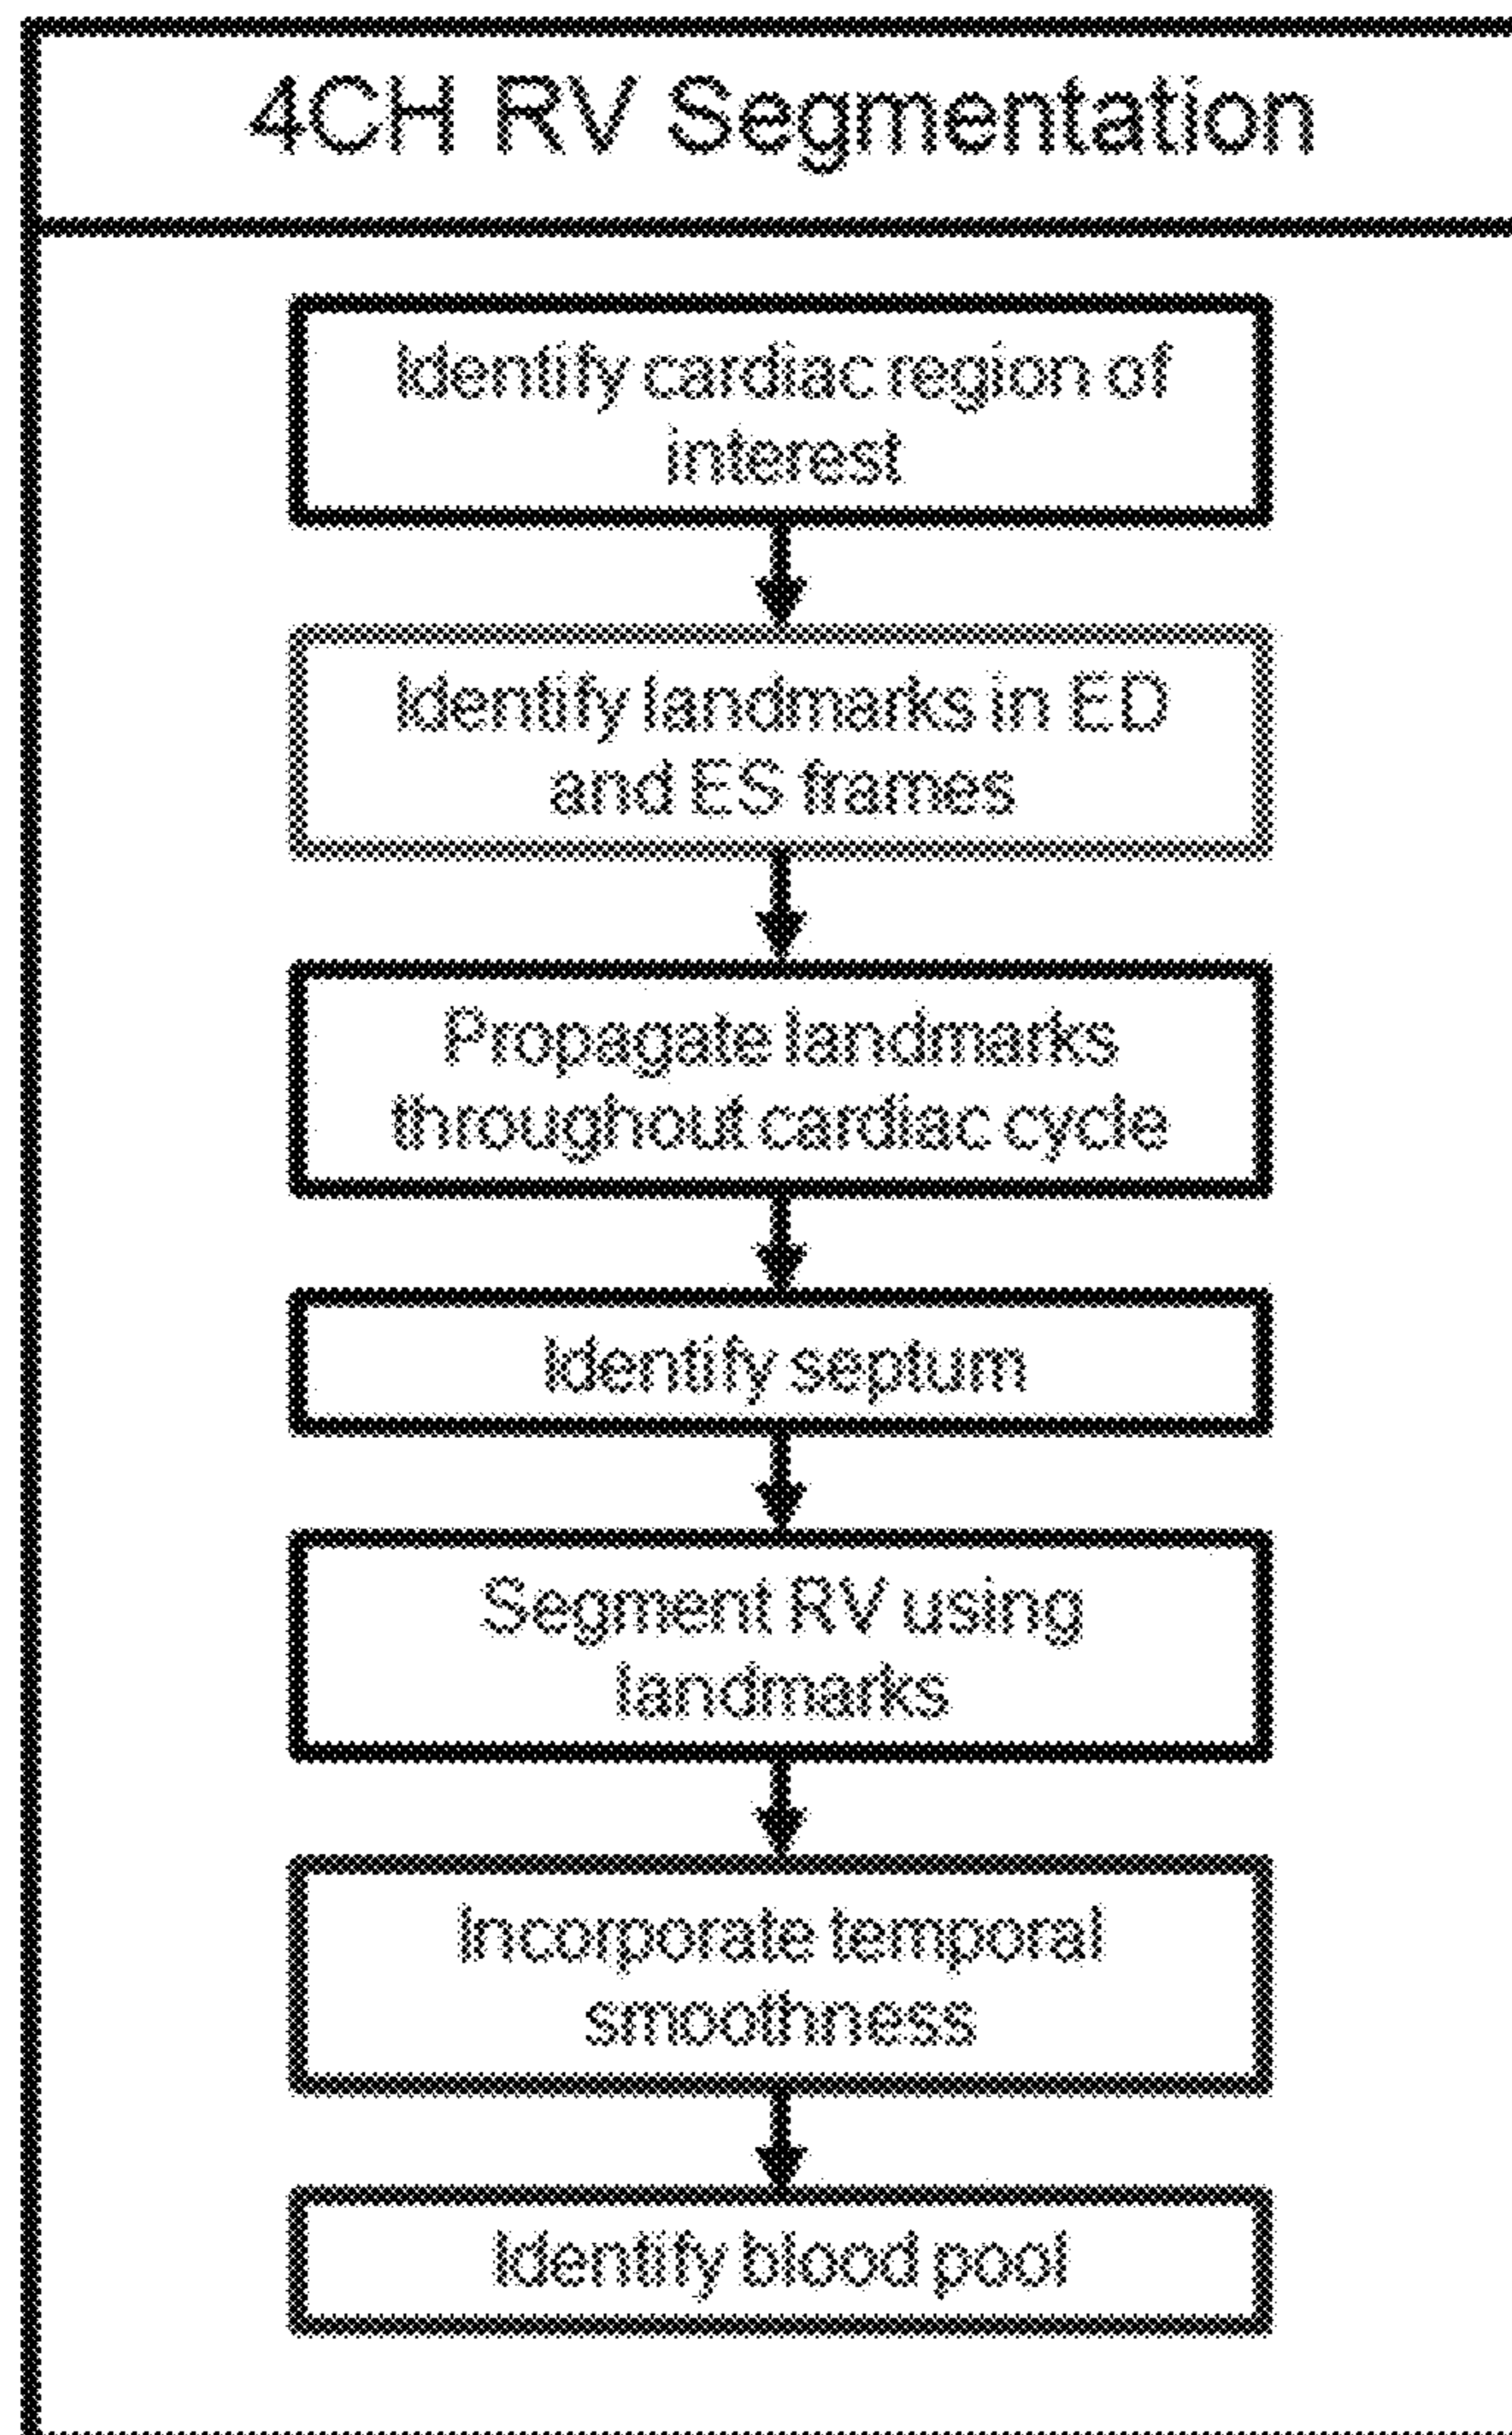 4CH RV Segmentation
Identify cardiac region of
interest
Identify landmarks in ED
and ES frames
Propagate landmarks
throughout cardiac cycle
Identify septum
Segment RV using
landmarks
Incorporate temporal
smoothness
Identify blood pool